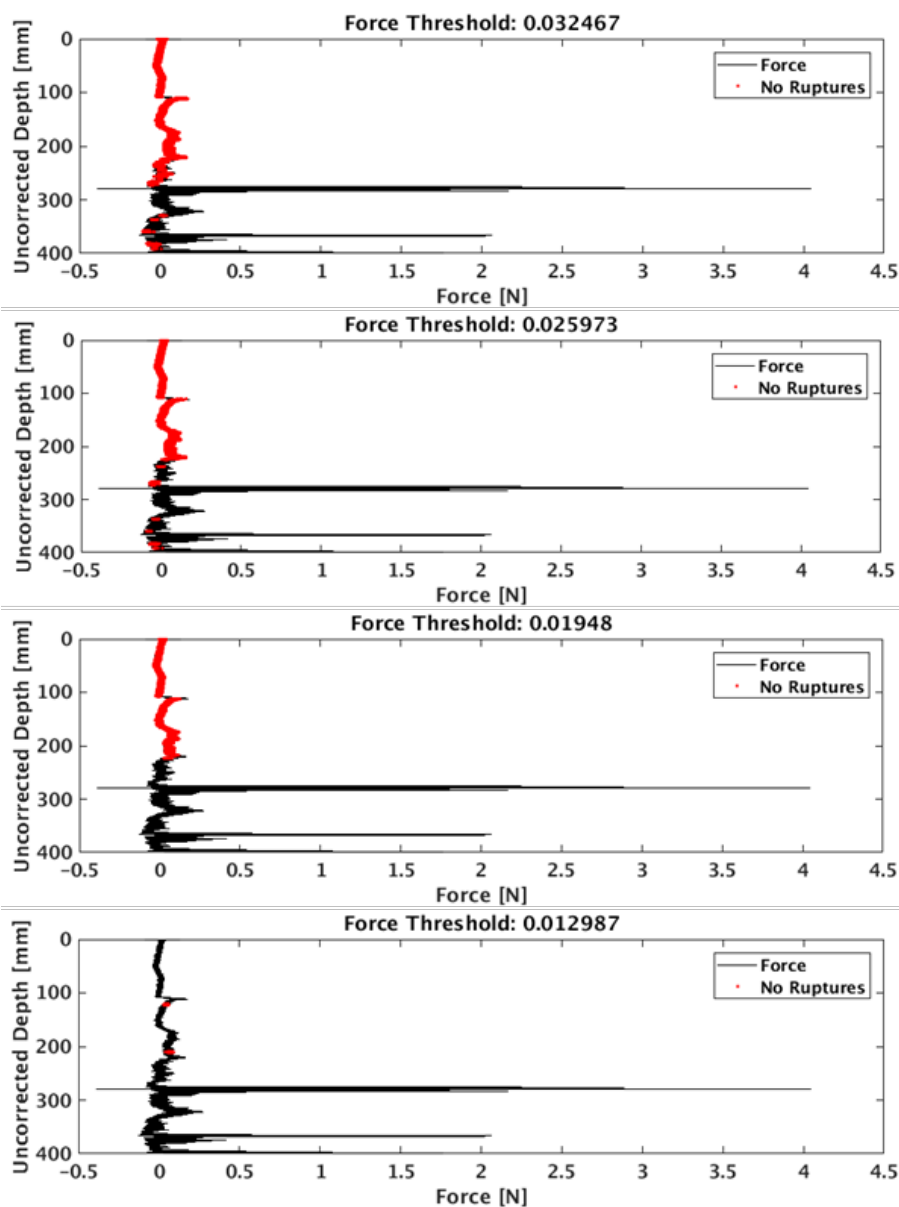 Force Threshold: 0.032467
Uncorrected Depth [mm]
0
100
200
300
400
Force
No Ruptures
−0.5 0 0.5 1 1.5 2 2.5 3 3.5 4 4.5
Force [N]
Force Threshold: 0.025973
Uncorrected Depth [mm]
0
100
200
300
400
Force
No Ruptures
−0.5 0 0.5 1 1.5 2 2.5 3 3.5 4 4.5
Force [N]
Force Threshold: 0.01948
Uncorrected Depth [mm]
0
100
200
300
400
Force
No Ruptures
−0.5 0 0.5 1 1.5 2 2.5 3 3.5 4 4.5
Force [N]
Force Threshold: 0.012987
Uncorrected Depth [mm]
0
100
200
300
400
Force
No Ruptures
−0.5 0 0.5 1 1.5 2 2.5 3 3.5 4 4.5
Force [N]